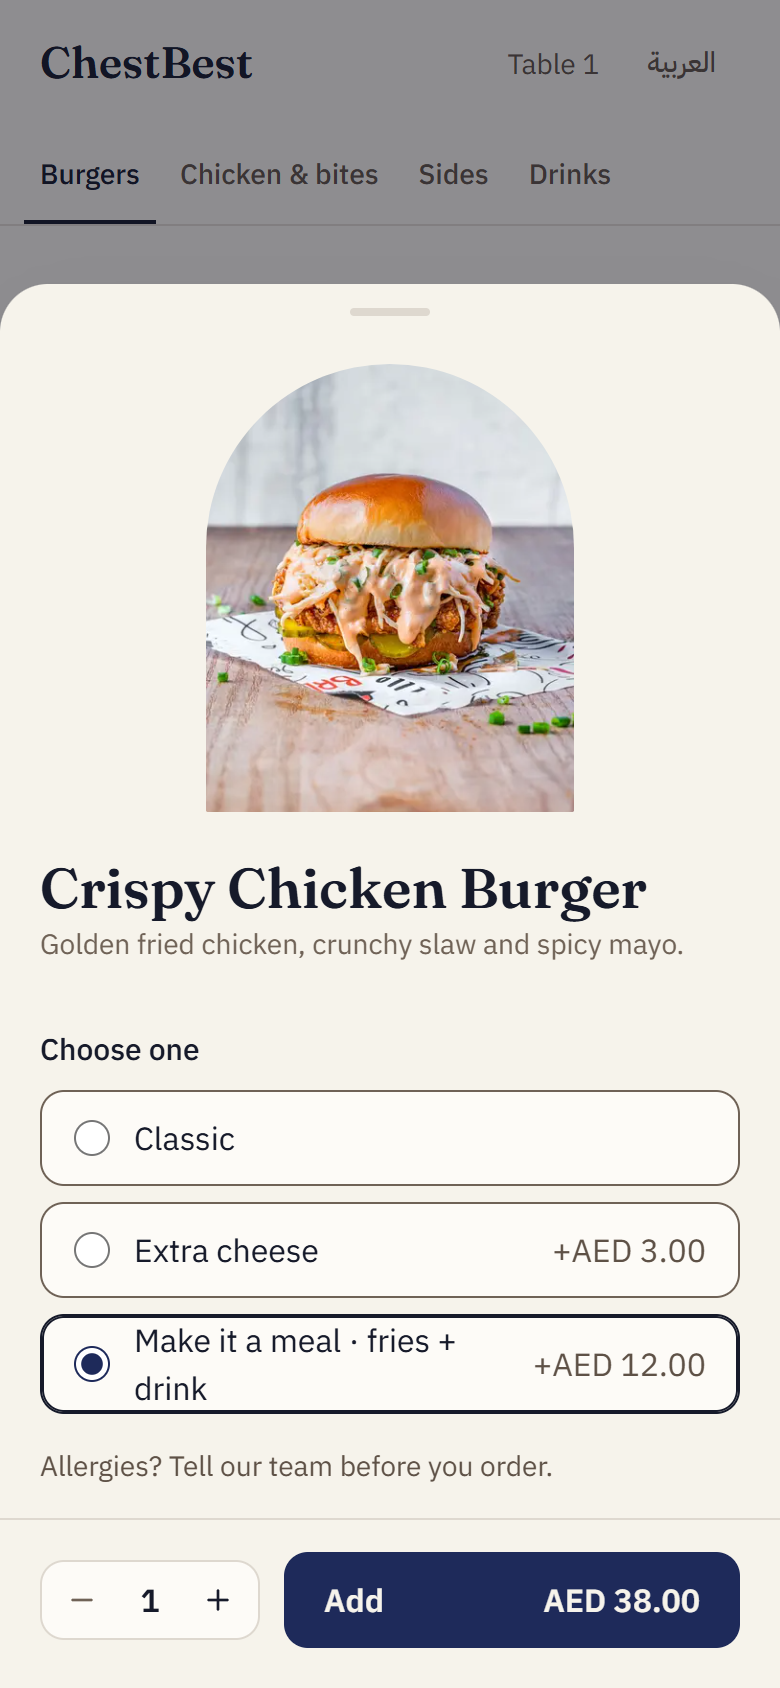 ChestBest
Table 1
العربية
Burgers
Chicken & bites
Sides
Drinks
Crispy Chicken Burger
Golden fried chicken, crunchy slaw and spicy mayo.
Choose one
Classic
Extra cheese
+AED 3.00
Make it a meal · fries +
drink
+AED 12.00
Allergies? Tell our team before you order.
− 1 +
Add
AED 38.00